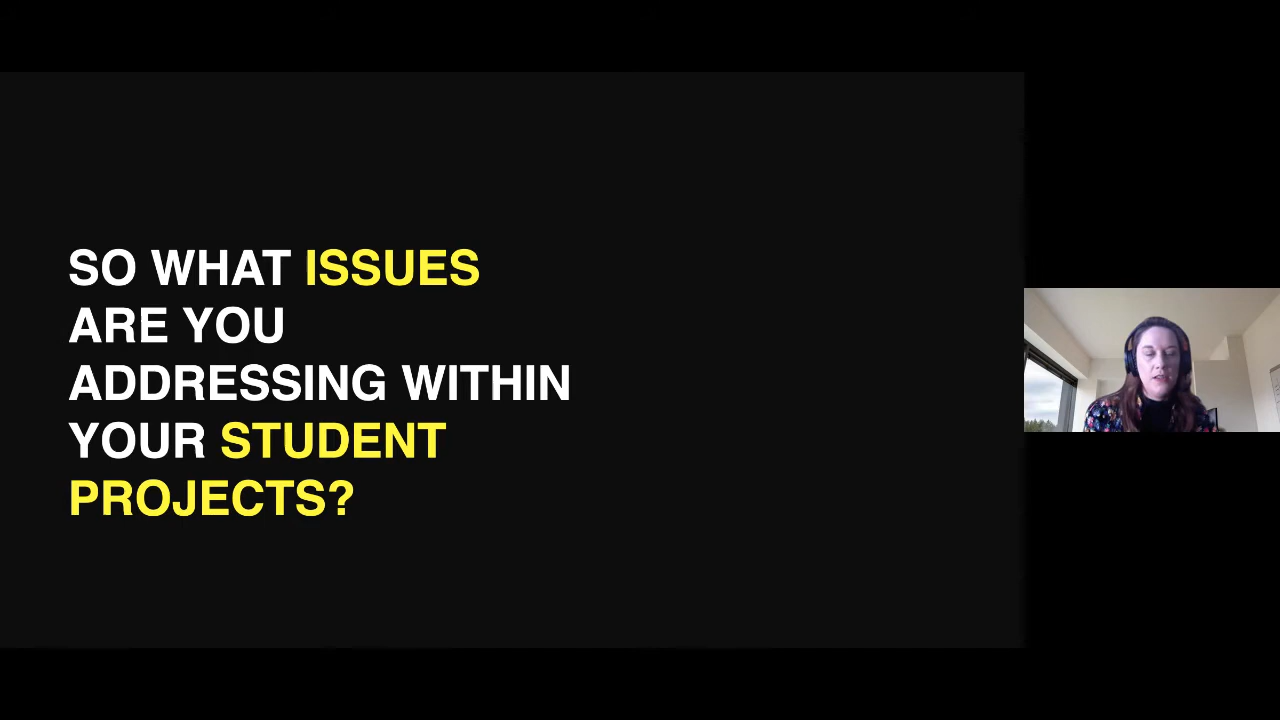 SO WHAT ISSUES
ARE YOU
ADDRESSING WITHIN
YOUR STUDENT
PROJECTS?